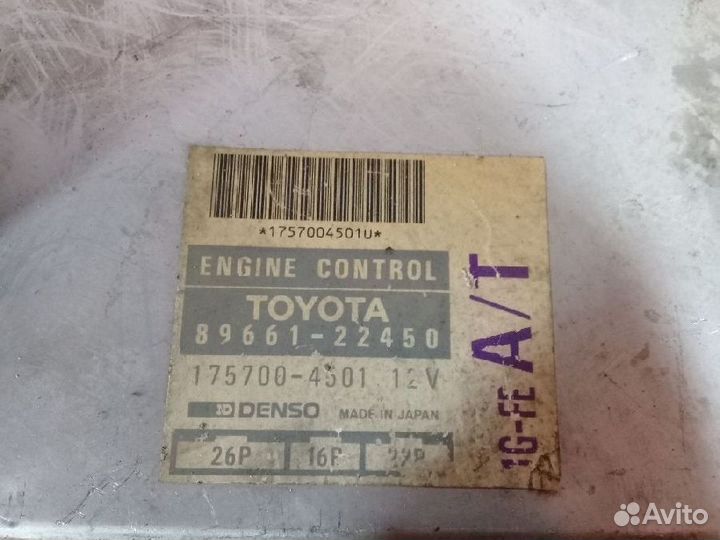 *1757004501U*
ENGINE CONTROL
TOYOTA
89661-22450
175700-4501 12V
DENSO MADE IN JAPAN
26P 16P 22P
1G-FE A/T
Avito